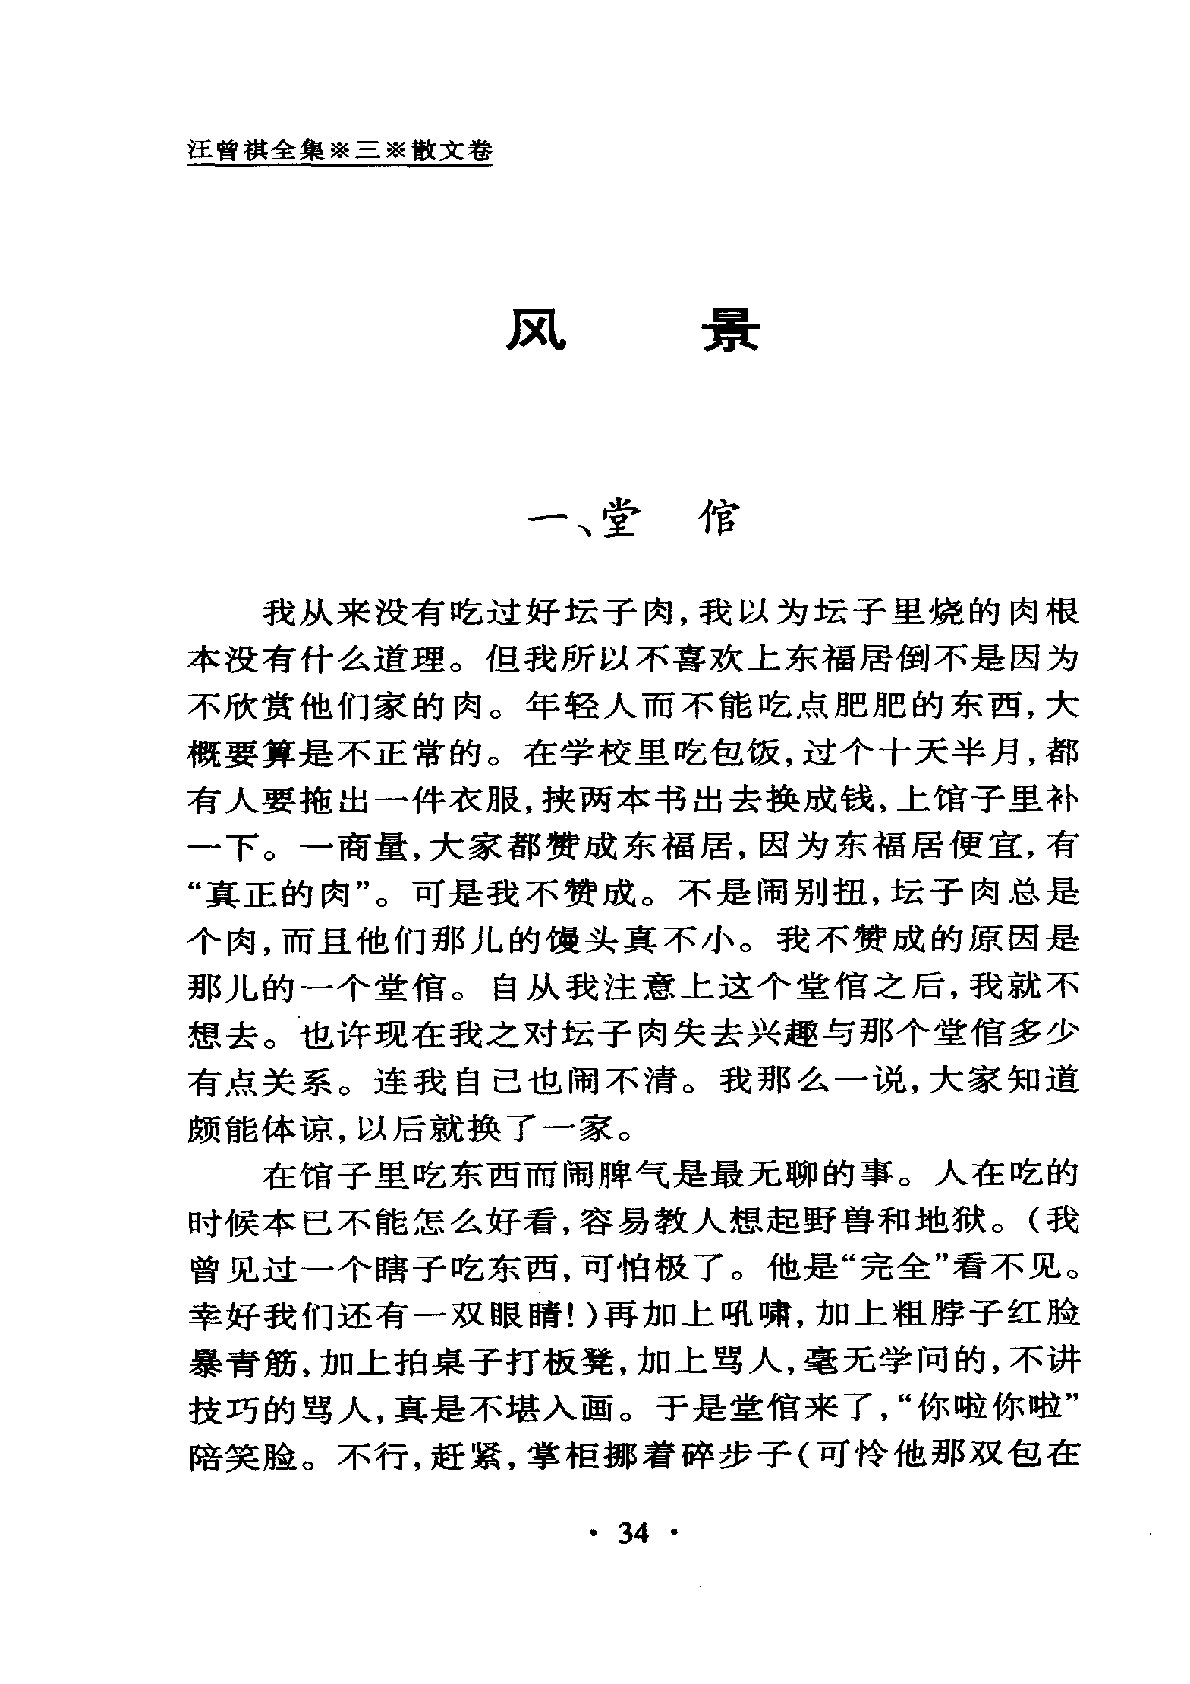 汪曾祺全集※三※散文卷
风 景
一、堂 倌
我从来没有吃过好坛子肉,我以为坛子里烧的肉根
本没有什么道理。但我所以不喜欢上东福居倒不是因为
不欣赏他们家的肉。年轻人而不能吃点肥肥的东西,大
概要算是不正常的。在学校里吃包饭,过个十天半月,都
有人要拖出一件衣服,挟两本书出去换成钱,上馆子里补
一下。一商量,大家都赞成东福居,因为东福居便宜,有
“真正的肉”。可是我不赞成。不是闹别扭,坛子肉总是
个肉,而且他们那儿的馒头真不小。我不赞成的原因是
那儿的一个堂倌。自从我注意上这个堂倌之后,我就不
想去。也许现在我之对坛子肉失去兴趣与那个堂倌多少
有点关系。连我自己也闹不清。我那么一说,大家知道
颇能体谅,以后就换了一家。
在馆子里吃东西而闹脾气是最无聊的事。人在吃的
时候本已不能怎么好看,容易教人想起野兽和地狱。(我
曾见过一个瞎子吃东西,可怕极了。他是“完全”看不见。
幸好我们还有一双眼睛!)再加上吼啸,加上粗脖子红脸
暴青筋,加上拍桌子打板凳,加上骂人,毫无学问的,不讲
技巧的骂人,真是不堪入画。于是堂倌来了,“你啦你啦”
陪笑脸。不行,赶紧,掌柜挪着碎步子(可怜他那双包在
· 34 ·